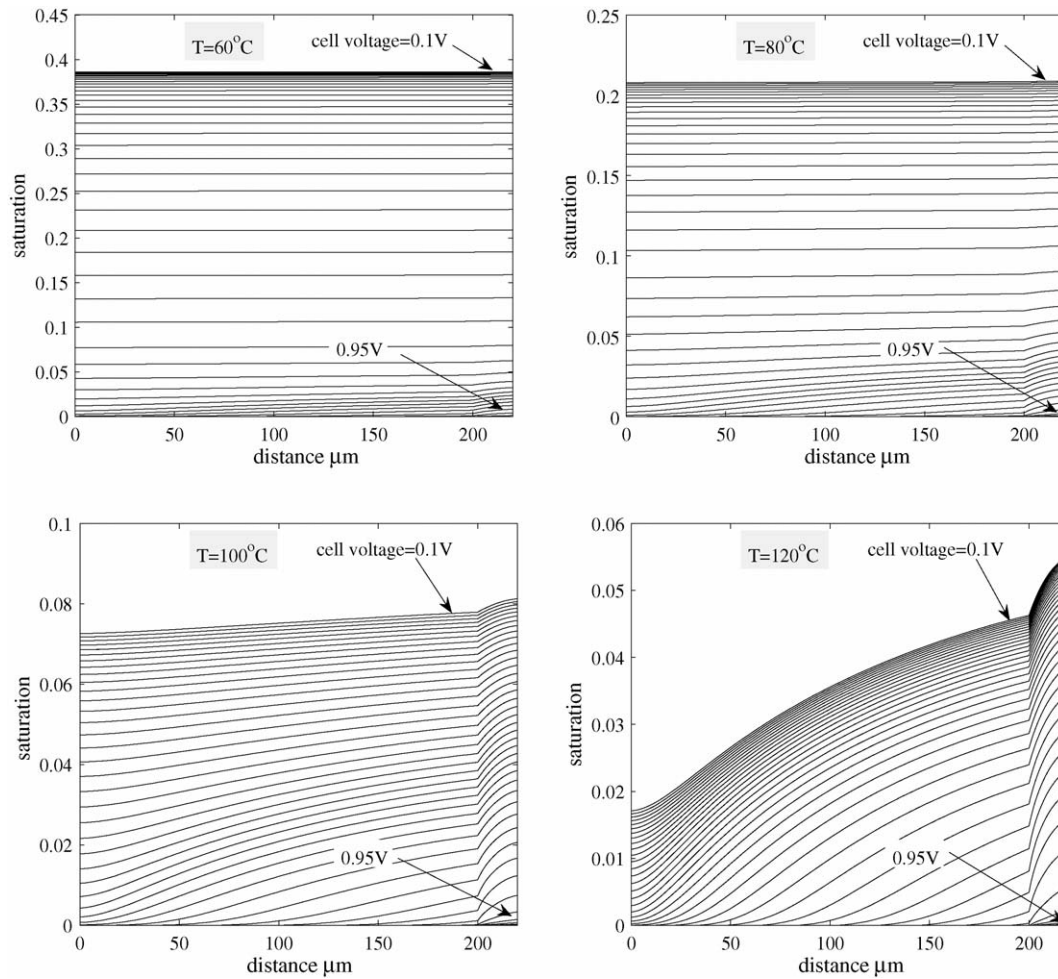 T=60°C
cell voltage=0.1V
0.45
0.4
0.35
0.3
0.25
0.2
0.15
0.1
0.05
0
saturation
0.95V
0 50 100 150 200
distance μm
T=80°C
cell voltage=0.1V
0.25
0.2
0.15
0.1
0.05
0
saturation
0.95V
0 50 100 150 200
distance μm
T=100°C
cell voltage=0.1V
0.1
0.08
0.06
0.04
0.02
0
saturation
0.95V
0 50 100 150 200
distance μm
T=120°C
cell voltage=0.1V
0.06
0.05
0.04
0.03
0.02
0.01
0
saturation
0.95V
0 50 100 150 200
distance μm